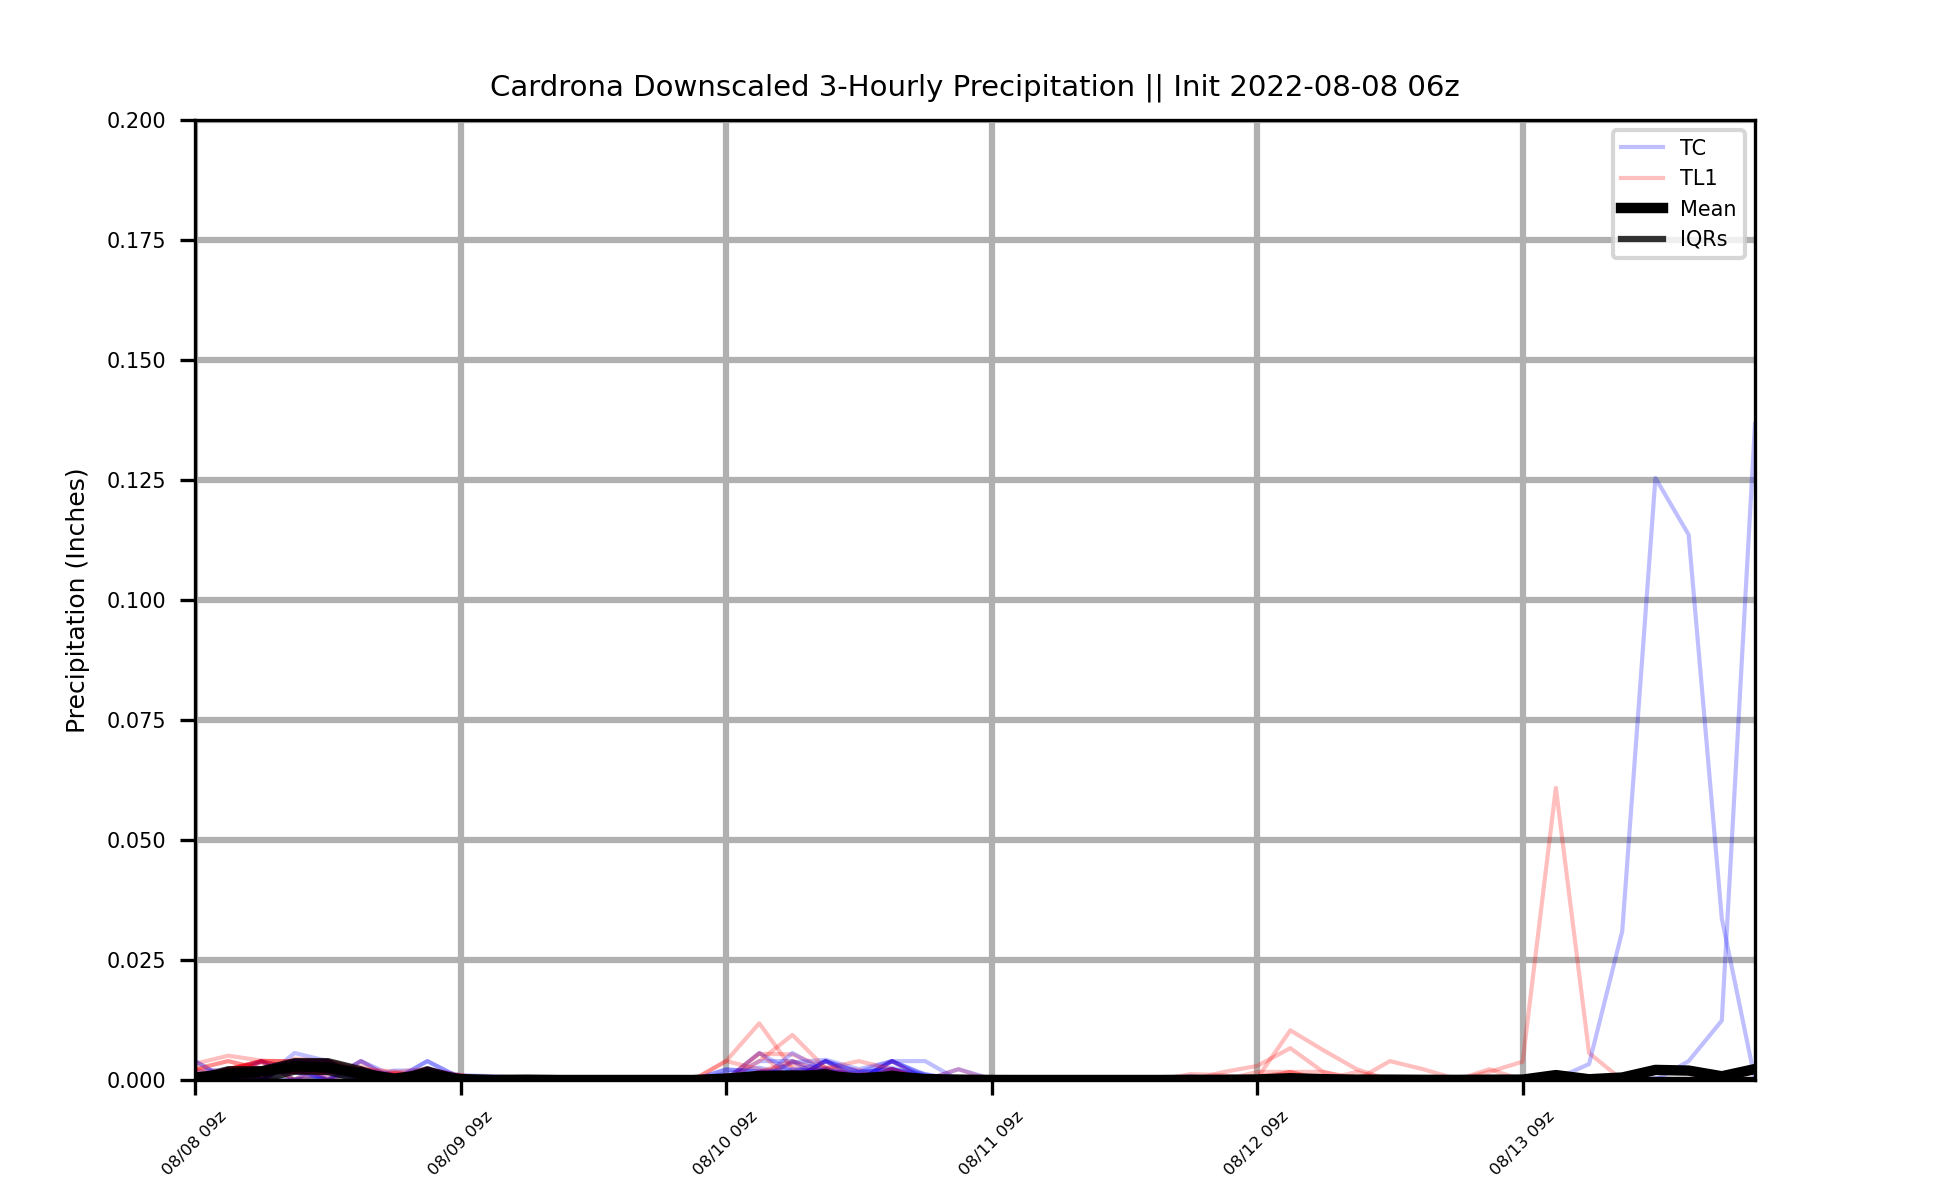 Cardrona Downscaled 3-Hourly Precipitation || Init 2022-08-08 06z
0.200
0.175
0.150
0.125
0.100
0.075
0.050
0.025
0.000
Precipitation (Inches)
TC
TL1
Mean
IQRs
08/08 09z
08/09 09z
08/10 09z
08/11 09z
08/12 09z
08/13 09z